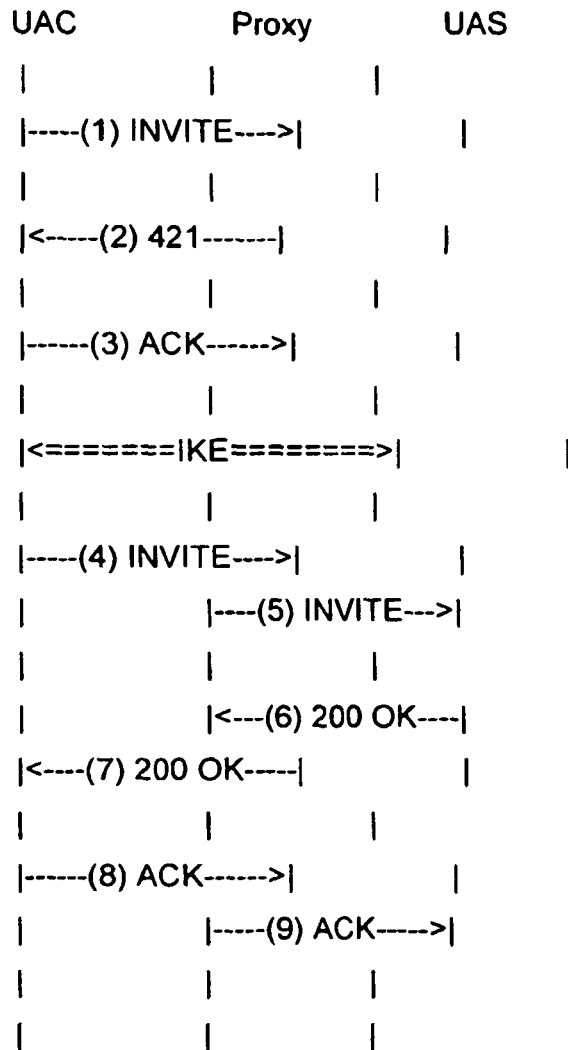 UAC Proxy UAS
| | |
|-----(1) INVITE---->| |
| | |
|<-----(2) 421-------| |
| | |
|------(3) ACK------>| |
| | |
|<=======IKE========>| |
| | |
|-----(4) INVITE---->| |
| |----(5) INVITE--->|
| | |
| |<---(6) 200 OK----|
|<----(7) 200 OK-----| |
| | |
|------(8) ACK------>| |
| |-----(9) ACK----->|
| | |
| | |